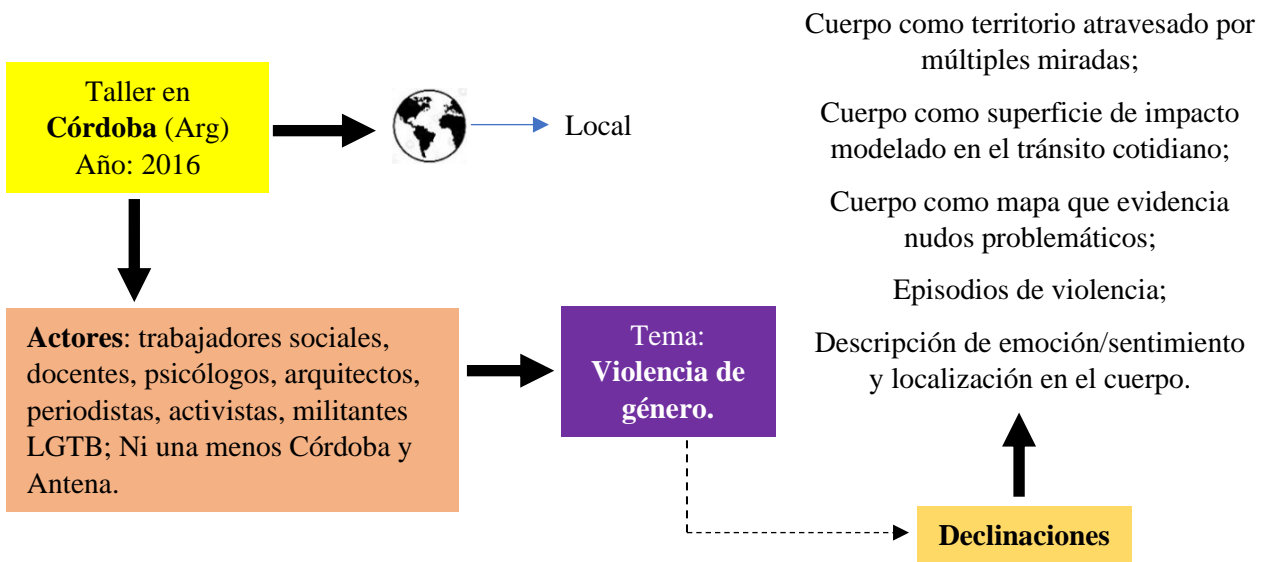 Taller en
Córdoba (Arg)
Año: 2016
Local
Actores: trabajadores sociales,
docentes, psicólogos, arquitectos,
periodistas, activistas, militantes
LGTB; Ni una menos Córdoba y
Antena.
Tema:
Violencia de
género.
Declinaciones
Cuerpo como territorio atravesado por
múltiples miradas;
Cuerpo como superficie de impacto
modelado en el tránsito cotidiano;
Cuerpo como mapa que evidencia
nudos problemáticos;
Episodios de violencia;
Descripción de emoción/sentimiento
y localización en el cuerpo.